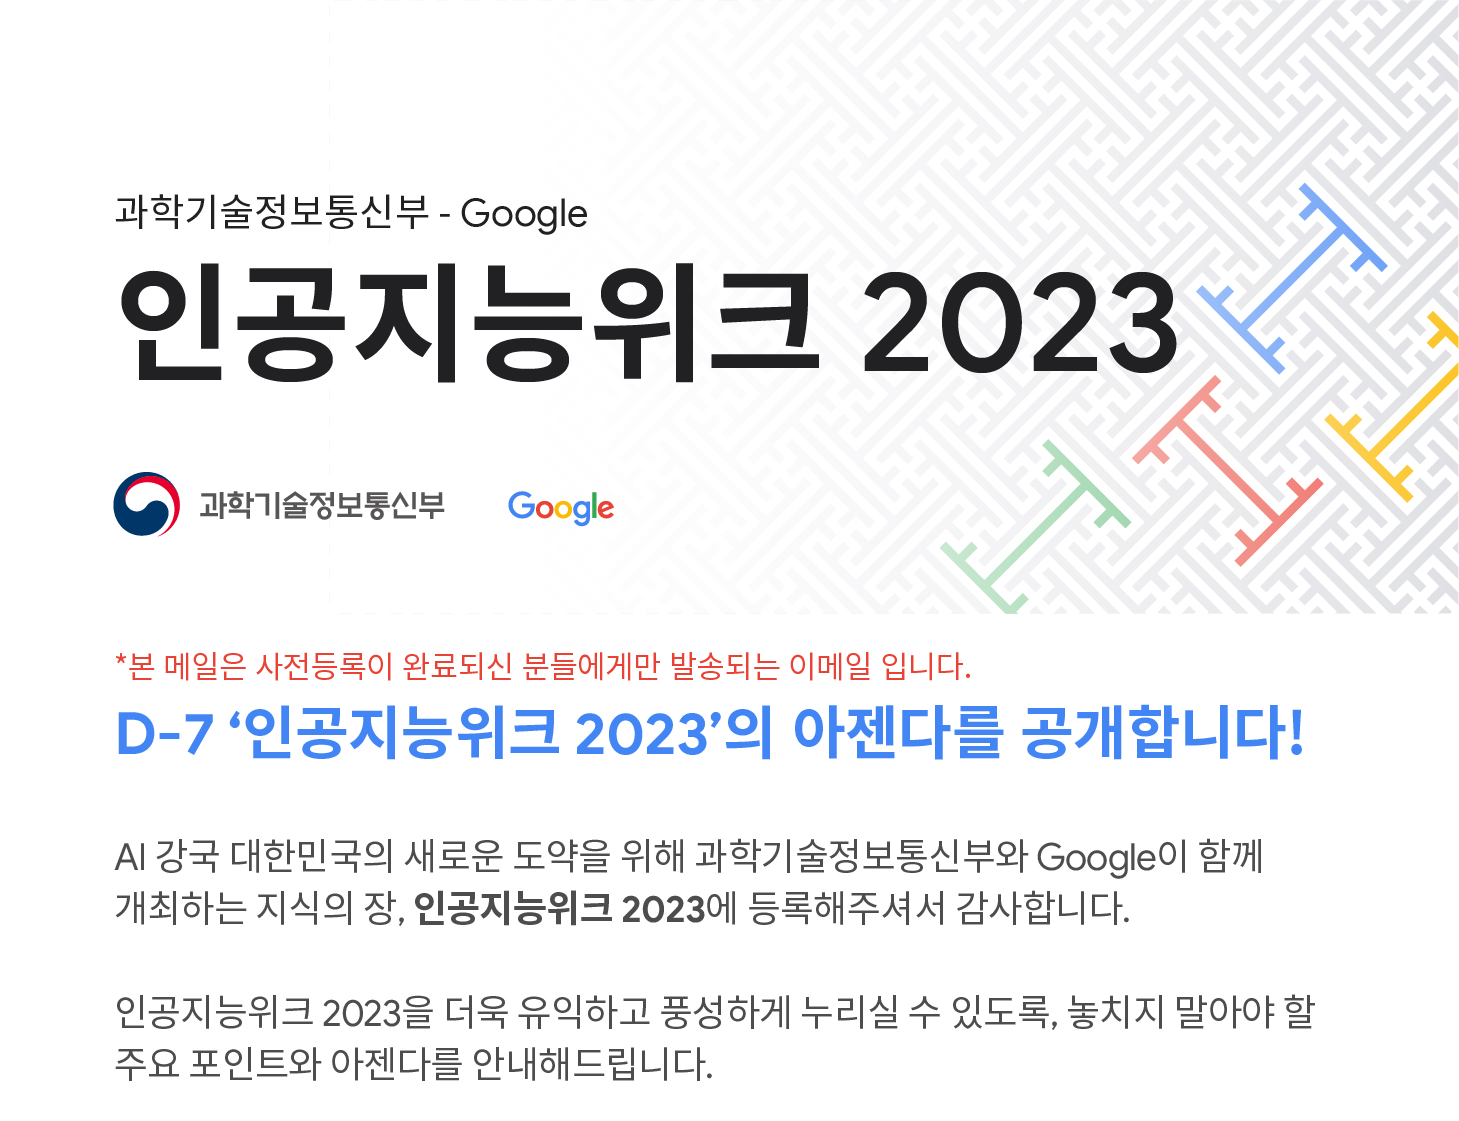 과학기술정보통신부 - Google
인공지능위크 2023
과학기술정보통신부 Google
*본 메일은 사전등록이 완료되신 분들에게만 발송되는 이메일 입니다.
D-7 ‘인공지능위크 2023’의 아젠다를 공개합니다!
AI 강국 대한민국의 새로운 도약을 위해 과학기술정보통신부와 Google이 함께
개최하는 지식의 장, 인공지능위크 2023에 등록해주셔서 감사합니다.
인공지능위크 2023을 더욱 유익하고 풍성하게 누리실 수 있도록, 놓치지 말아야 할
주요 포인트와 아젠다를 안내해드립니다.